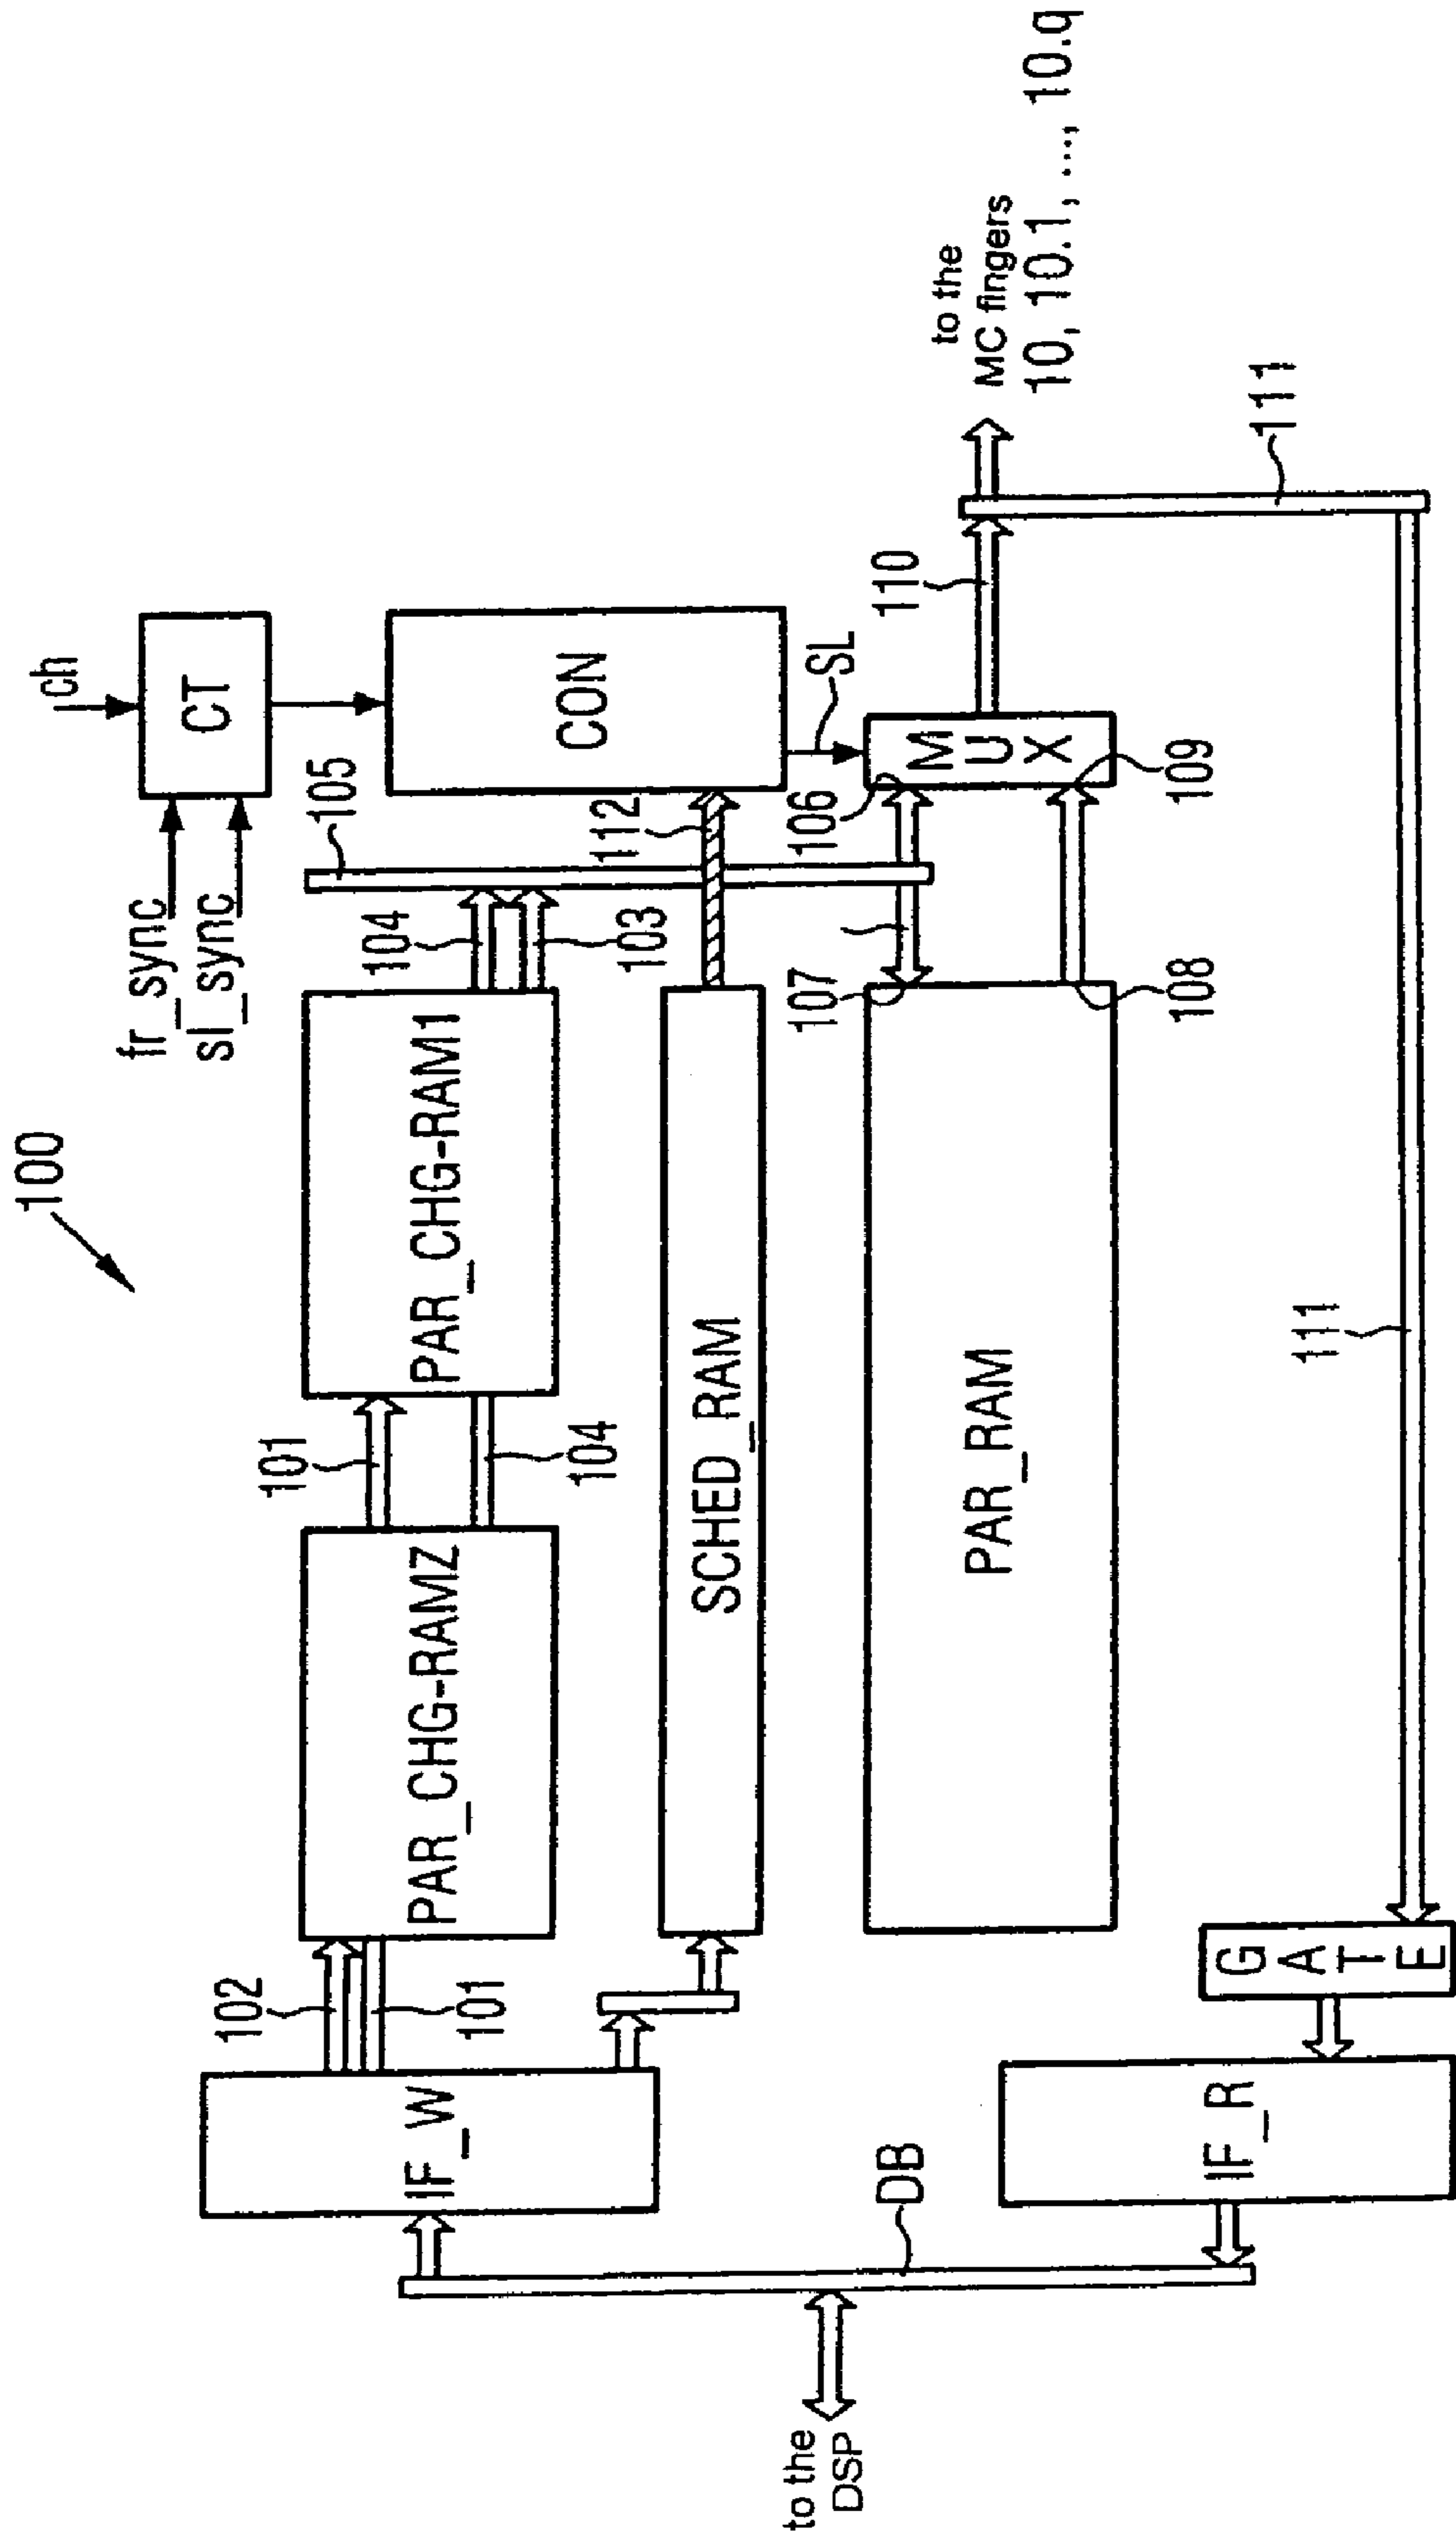 100
ch
fr_sync
sl_sync
CT
105
CON
104
103
112
SL
102
101
101
104
IF_W
PAR_CHG-RAMZ
PAR_CHG-RAM1
SCHED_RAM
106
107
MUX
110
to the
MC fingers
10, 10.1, ..., 10.q
PAR_RAM
108
109
111
to the
DSP
DB
IF_R
GATE
111